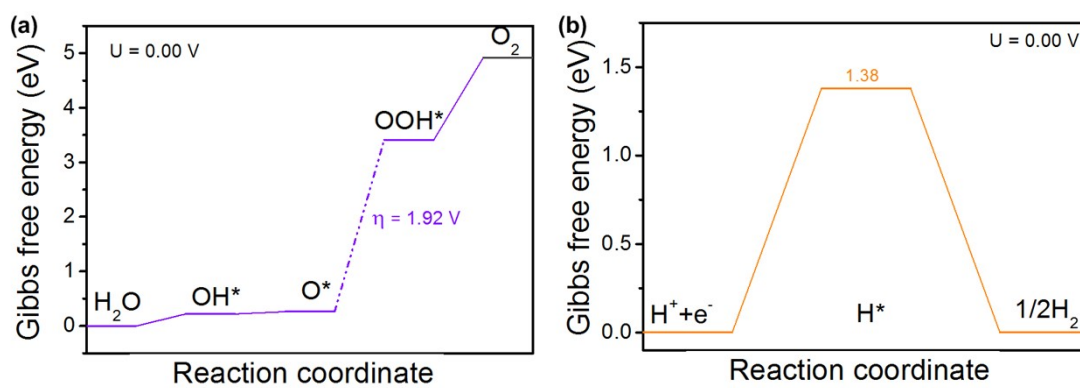 (a)
U = 0.00 V
Gibbs free energy (eV)
5
4
3
2
1
0
H₂O
OH*
O*
OOH*
O₂
η = 1.92 V
Reaction coordinate
(b)
U = 0.00 V
Gibbs free energy (eV)
1.5
1.0
0.5
0.0
1.38
H⁺+e⁻
H*
1/2H₂
Reaction coordinate